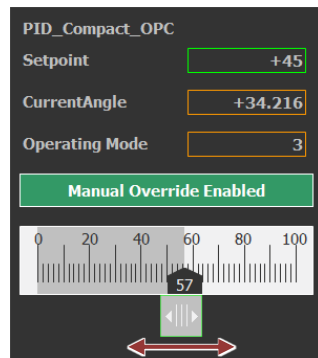 PID_Compact_OPC
Setpoint +45
CurrentAngle +34.216
Operating Mode 3
Manual Override Enabled
0 20 40 60 80 100
57